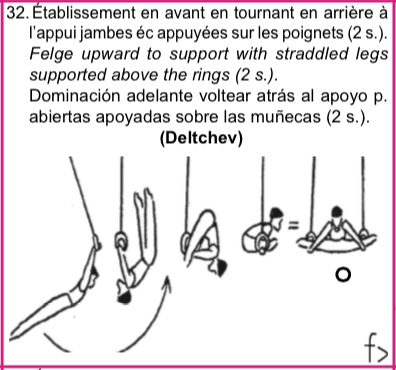 32. Établissement en avant en tournant en arrière à
l'appui jambes éc appuyées sur les poignets (2 s.).
Felge upward to support with straddled legs
supported above the rings (2 s.).
Dominación adelante voltear atrás al apoyo p.
abiertas apoyadas sobre las muñecas (2 s.).
(Deltchev)
=